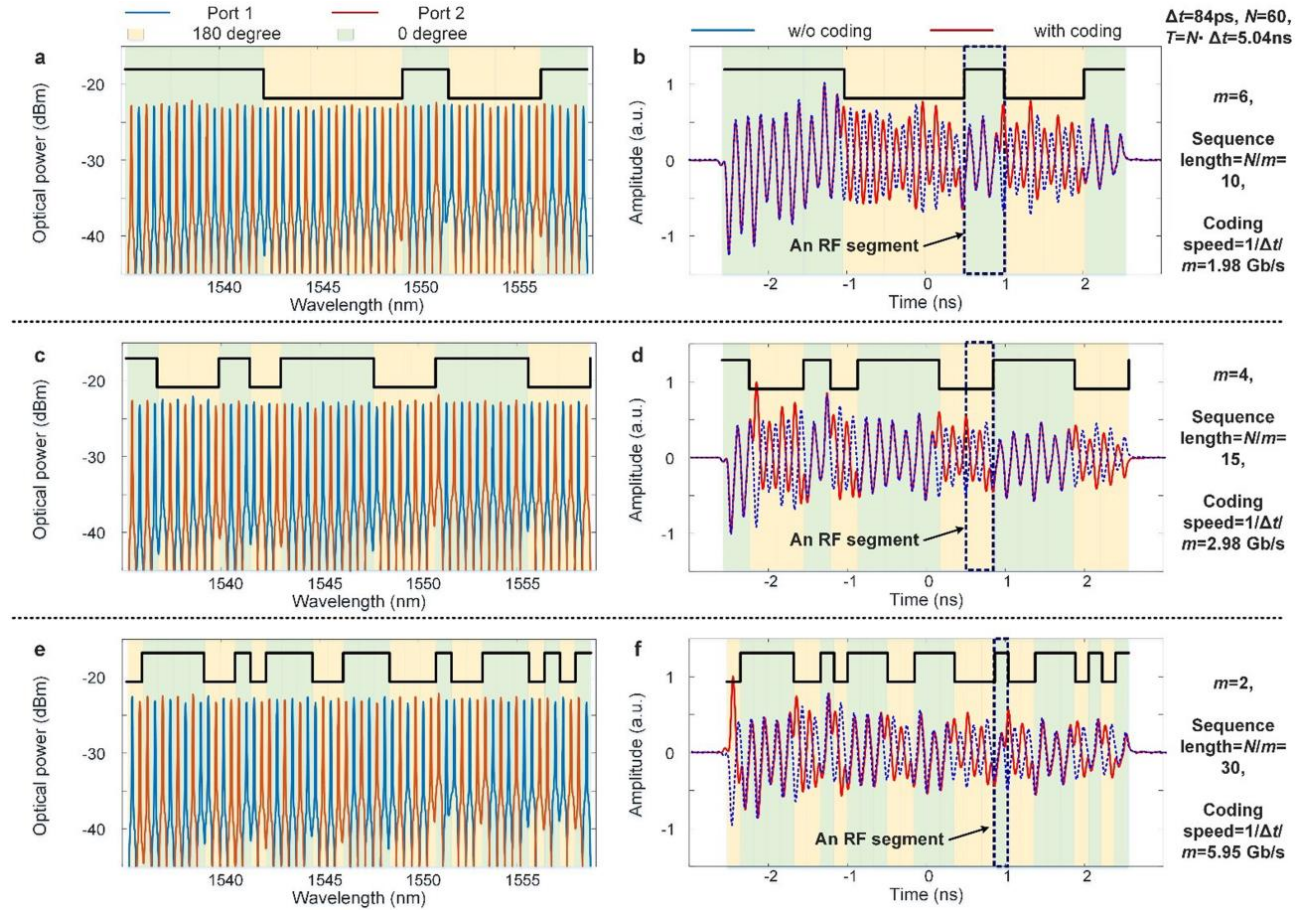 Port 1 Port 2
180 degree 0 degree
w/o coding with coding
Δt=84ps, N=60,
T=N· Δt=5.04ns
a
Optical power (dBm)
-20
-30
-40
1540 1545 1550 1555
Wavelength (nm)
b
Amplitude (a.u.)
1
0
-1
An RF segment
-2 -1 0 1 2
Time (ns)
m=6,
Sequence
length=N/m=
10,
Coding
speed=1/Δt/
m=1.98 Gb/s
c
Optical power (dBm)
-20
-30
-40
1540 1545 1550 1555
Wavelength (nm)
d
Amplitude (a.u.)
1
0
-1
An RF segment
-2 -1 0 1 2
Time (ns)
m=4,
Sequence
length=N/m=
15,
Coding
speed=1/Δt/
m=2.98 Gb/s
e
Optical power (dBm)
-20
-30
-40
1540 1545 1550 1555
Wavelength (nm)
f
Amplitude (a.u.)
1
0
-1
An RF segment
-2 -1 0 1 2
Time (ns)
m=2,
Sequence
length=N/m=
30,
Coding
speed=1/Δt/
m=5.95 Gb/s